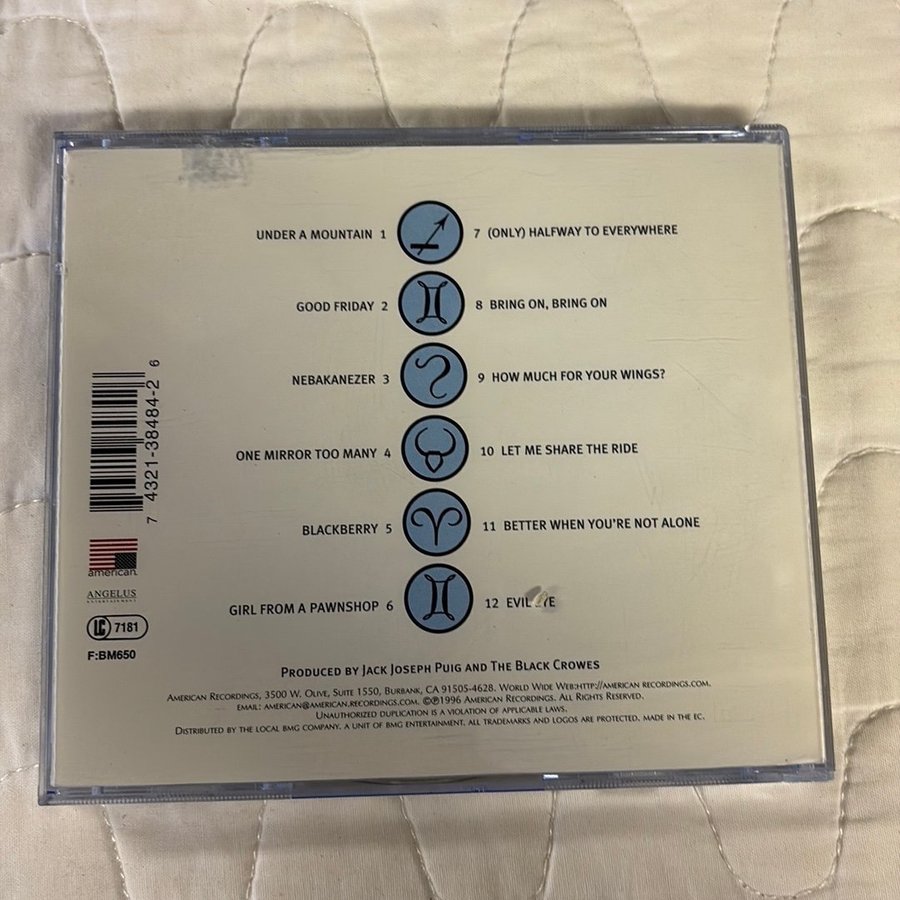 UNDER A MOUNTAIN 1
GOOD FRIDAY 2
NEBAKANEZER 3
ONE MIRROR TOO MANY 4
BLACKBERRY 5
GIRL FROM A PAWNSHOP 6
7 (ONLY) HALFWAY TO EVERYWHERE
8 BRING ON, BRING ON
9 HOW MUCH FOR YOUR WINGS?
10 LET ME SHARE THE RIDE
11 BETTER WHEN YOU'RE NOT ALONE
12 EVIL EYE
7 4321-38484-2 6
american.
ANGELUS
ENTERTAINMENT
LC 7181
F:BM650
PRODUCED BY JACK JOSEPH PUIG AND THE BLACK CROWES
AMERICAN RECORDINGS, 3500 W. OLIVE, SUITE 1550, BURBANK, CA 91505-4628. WORLD WIDE WEB:HTTP://AMERICAN RECORDINGS.COM.
EMAIL: AMERICAN@AMERICAN.RECORDINGS.COM. ©℗1996 AMERICAN RECORDINGS. ALL RIGHTS RESERVED.
UNAUTHORIZED DUPLICATION IS A VIOLATION OF APPLICABLE LAWS.
DISTRIBUTED BY THE LOCAL BMG COMPANY. A UNIT OF BMG ENTERTAINMENT. ALL TRADEMARKS AND LOGOS ARE PROTECTED. MADE IN THE EC.